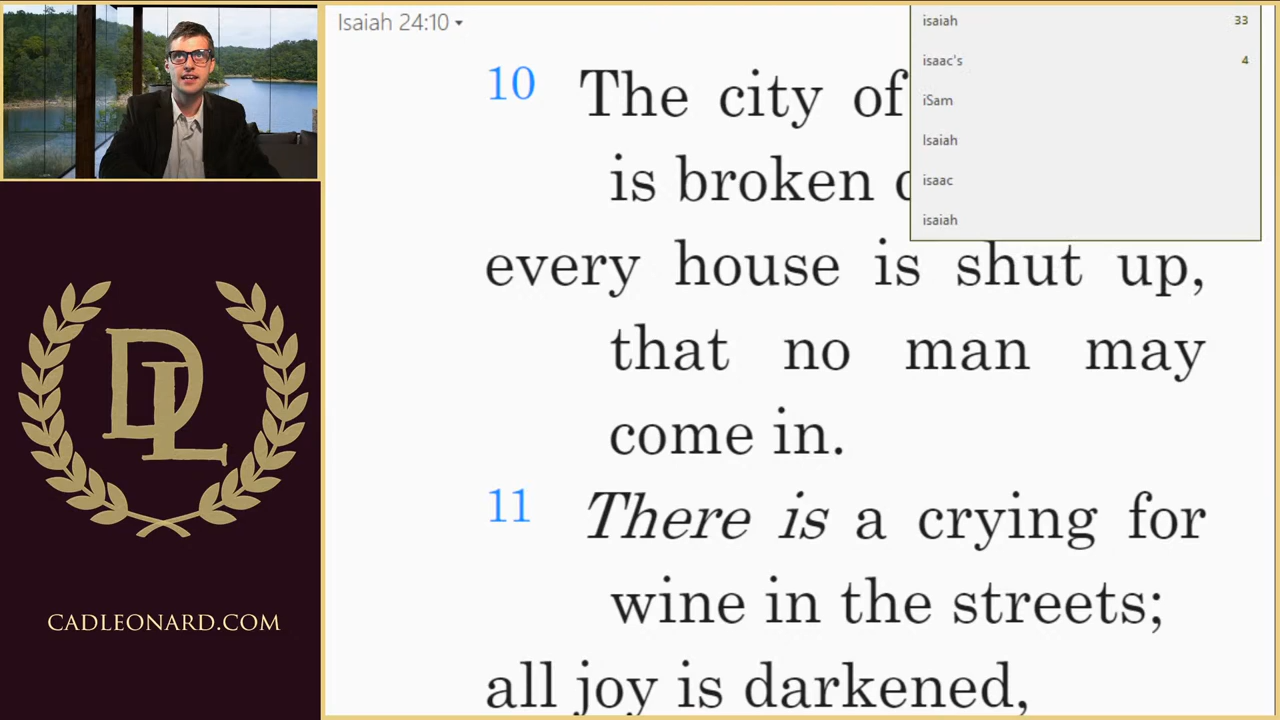 Isaiah 24:10
isaiah 33
isaac's 4
iSam
Isaiah
isaac
isaiah
10 The city of
is broken
every house is shut up,
that no man may
come in.
11 There is a crying for
wine in the streets;
all joy is darkened,
DL
CADLEONARD.COM